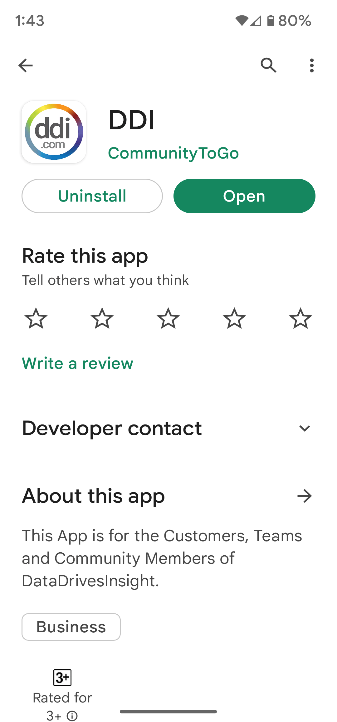 1:43
80%
ddi
.com
DDI
CommunityToGo
Uninstall
Open
Rate this app
Tell others what you think
Write a review
Developer contact
About this app
This App is for the Customers, Teams
and Community Members of
DataDrivesInsight.
Business
3+
Rated for
3+